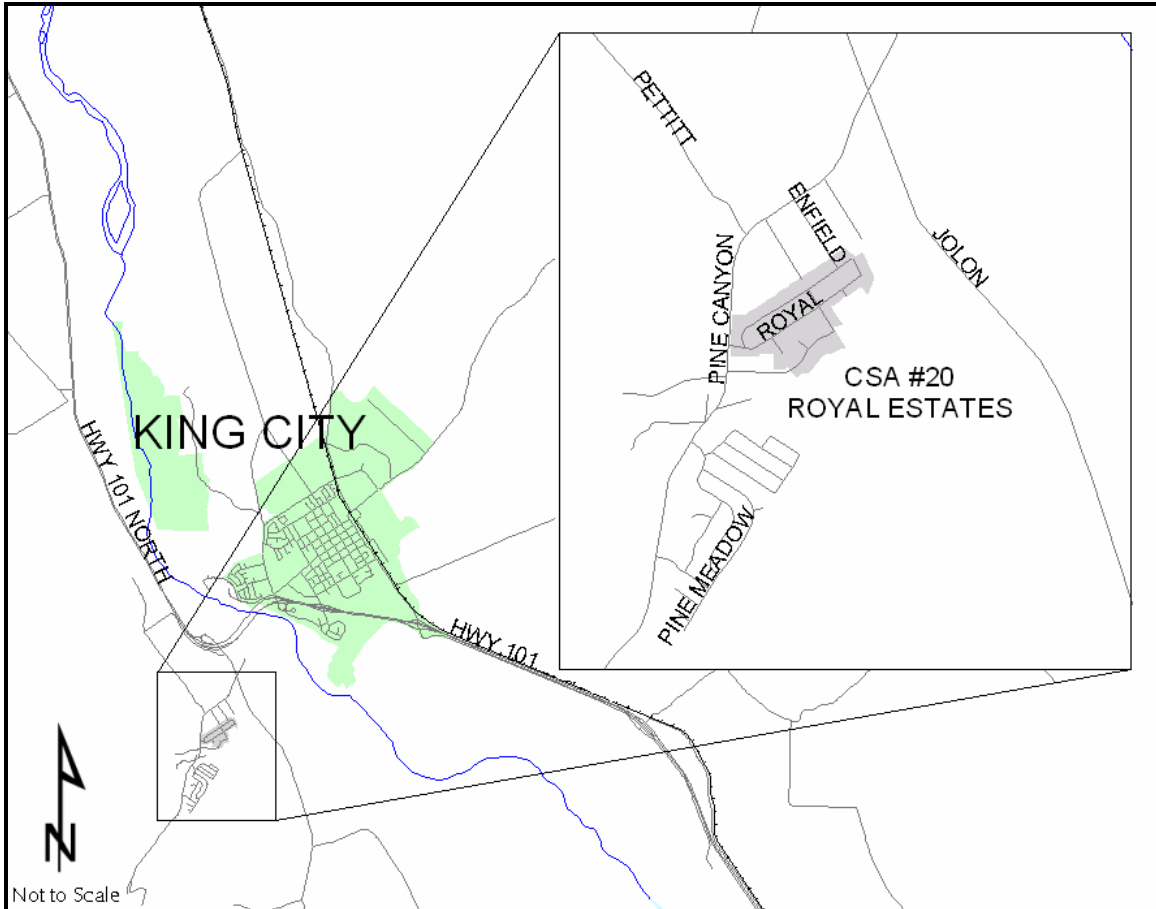 PETTITT
ENFIELD
JOLON
PINE CANYON
ROYAL
CSA #20
ROYAL ESTATES
KING CITY
HWY 101 NORTH
PINE MEADOW
HWY 101
N
Not to Scale